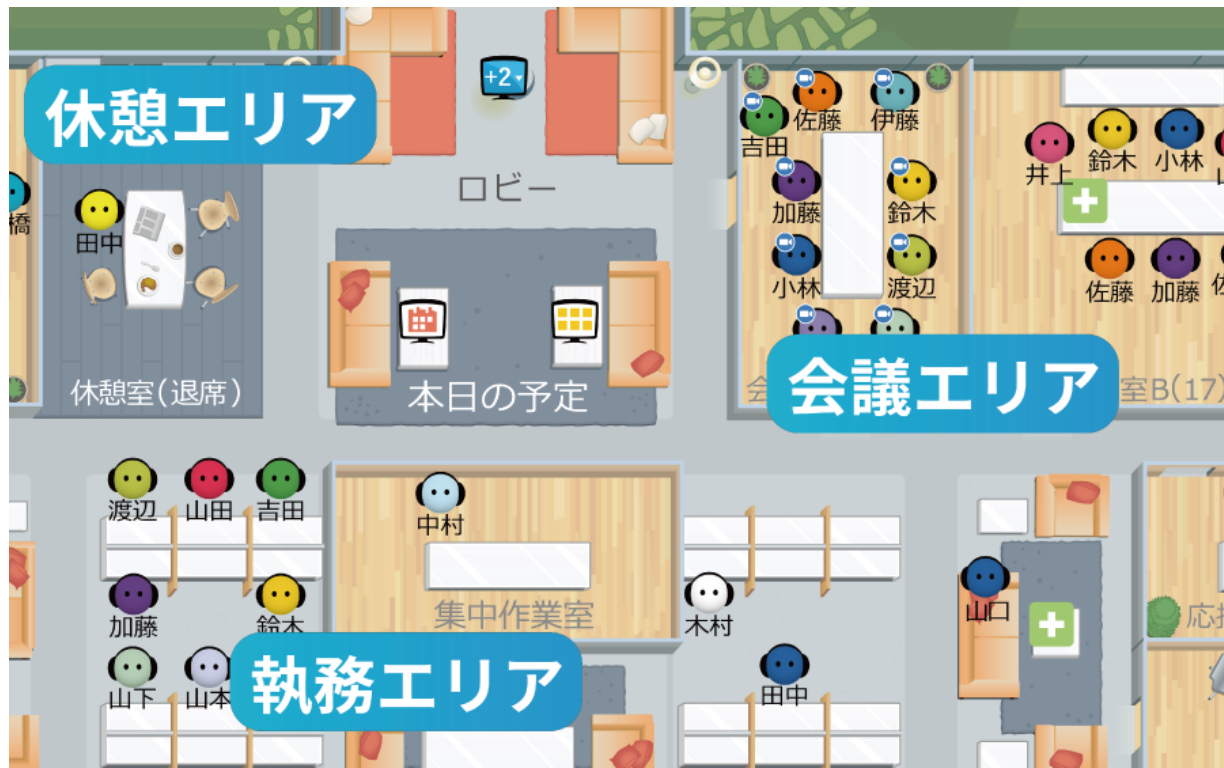 休憩エリア
+2
ロビー
橋
田中
休憩室(退席)
本日の予定
佐藤
伊藤
吉田
加藤
鈴木
小林
渡辺
会
会議エリア
井上
鈴木
小林
佐藤
加藤
室B(17)
渡辺
山田
吉田
中村
加藤
鈴木
集中作業室
木村
山口
山下
山本
執務エリア
田中